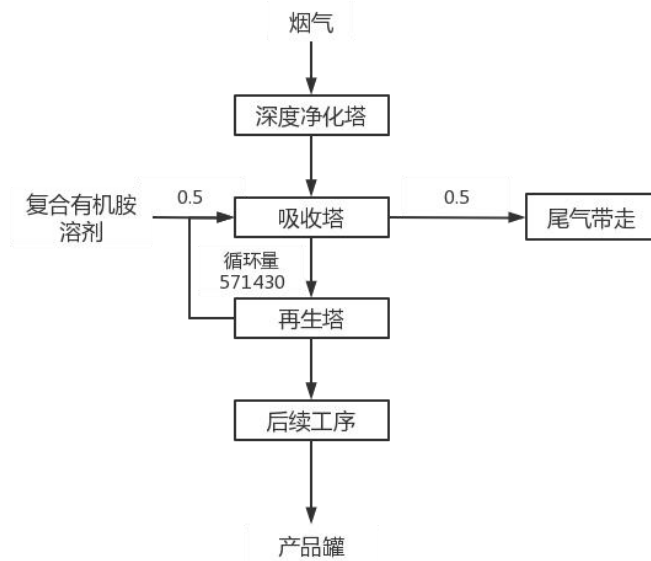 烟气
深度净化塔
复合有机胺
溶剂
0.5
吸收塔
0.5
尾气带走
循环量
571430
再生塔
后续工序
产品罐